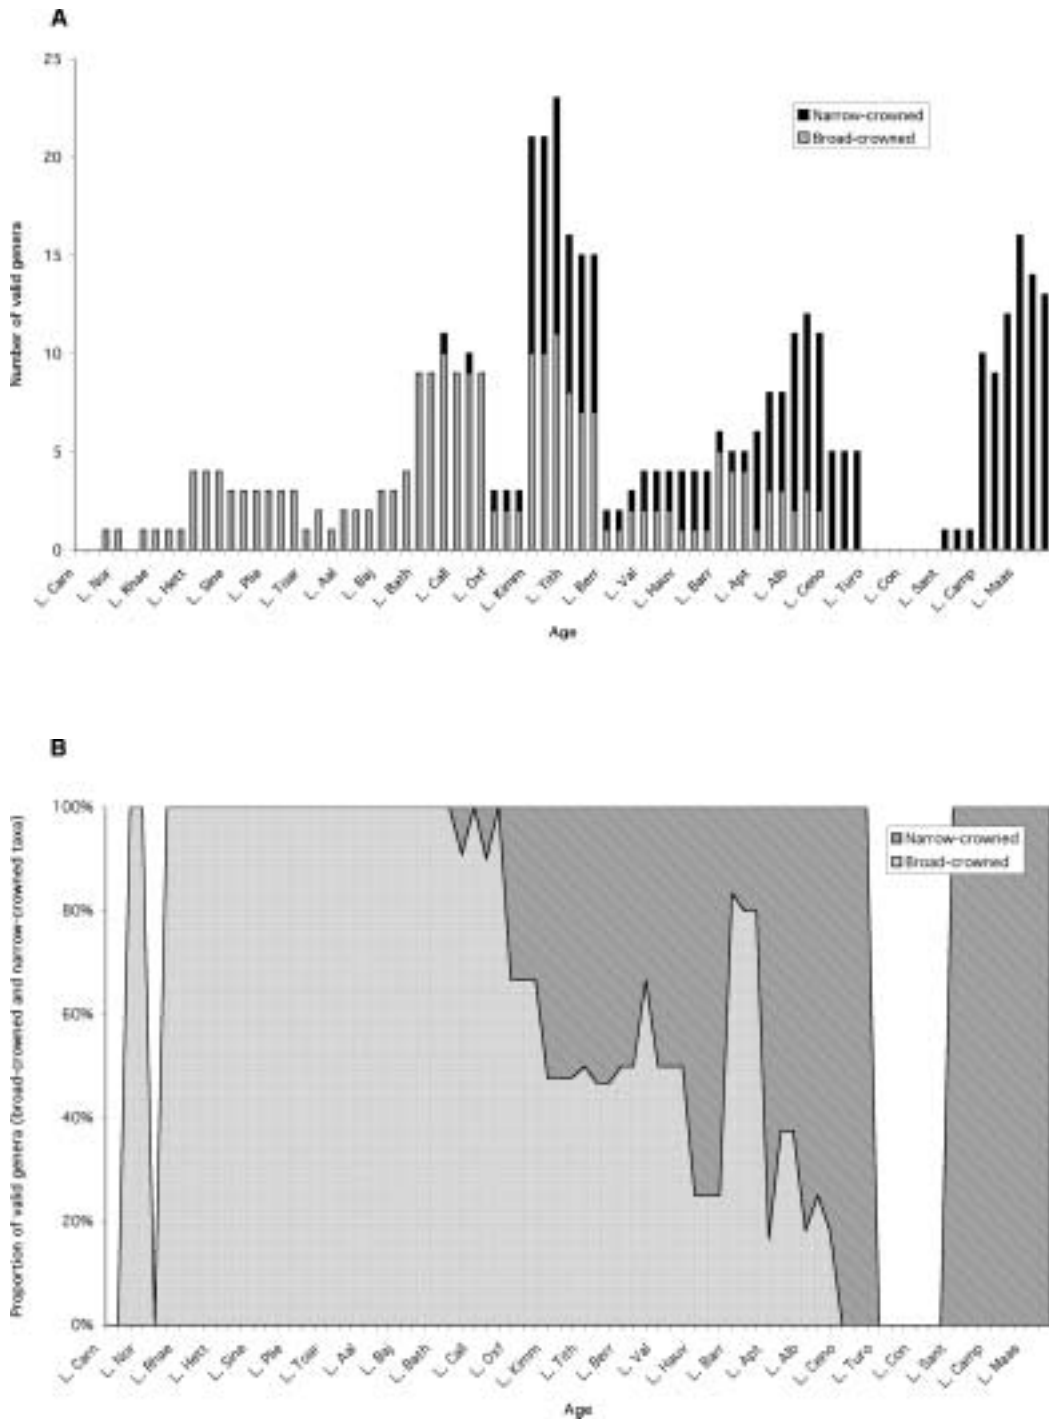 A
25
20
15
10
5
0
Number of valid genera
Narrow-crowned
Broad-crowned
L. Carn
L. Nor
L. Rhae
L. Hett
L. Sine
L. Plie
L. Toar
L. Aal
L. Baj
L. Bath
L. Call
L. Oxf
L. Kimm
L. Tith
L. Berr
L. Val
L. Haur
L. Barr
L. Apt
L. Alb
L. Ceno
L. Turo
L. Con
L. Sant
L. Camp
L. Maas
Age
B
100%
80%
60%
40%
20%
0%
Proportion of valid genera (broad-crowned and narrow-crowned taxa)
Narrow-crowned
Broad-crowned
L. Carn
L. Nor
L. Rhae
L. Hett
L. Sine
L. Plie
L. Toar
L. Aal
L. Baj
L. Bath
L. Call
L. Oxf
L. Kimm
L. Tith
L. Berr
L. Val
L. Haur
L. Barr
L. Apt
L. Alb
L. Ceno
L. Turo
L. Con
L. Sant
L. Camp
L. Maas
Age